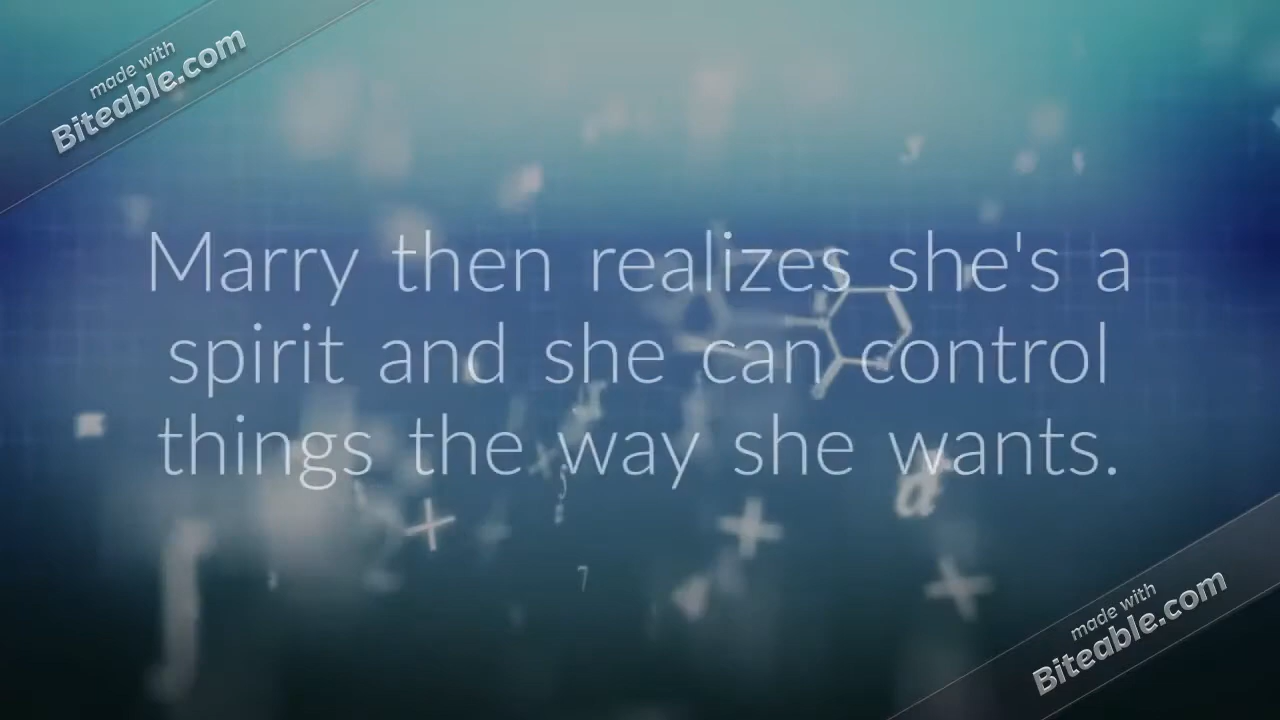 made with
Biteable.com
Marry then realizes she's a
spirit and she can control
things the way she wants.
made with
Biteable.com